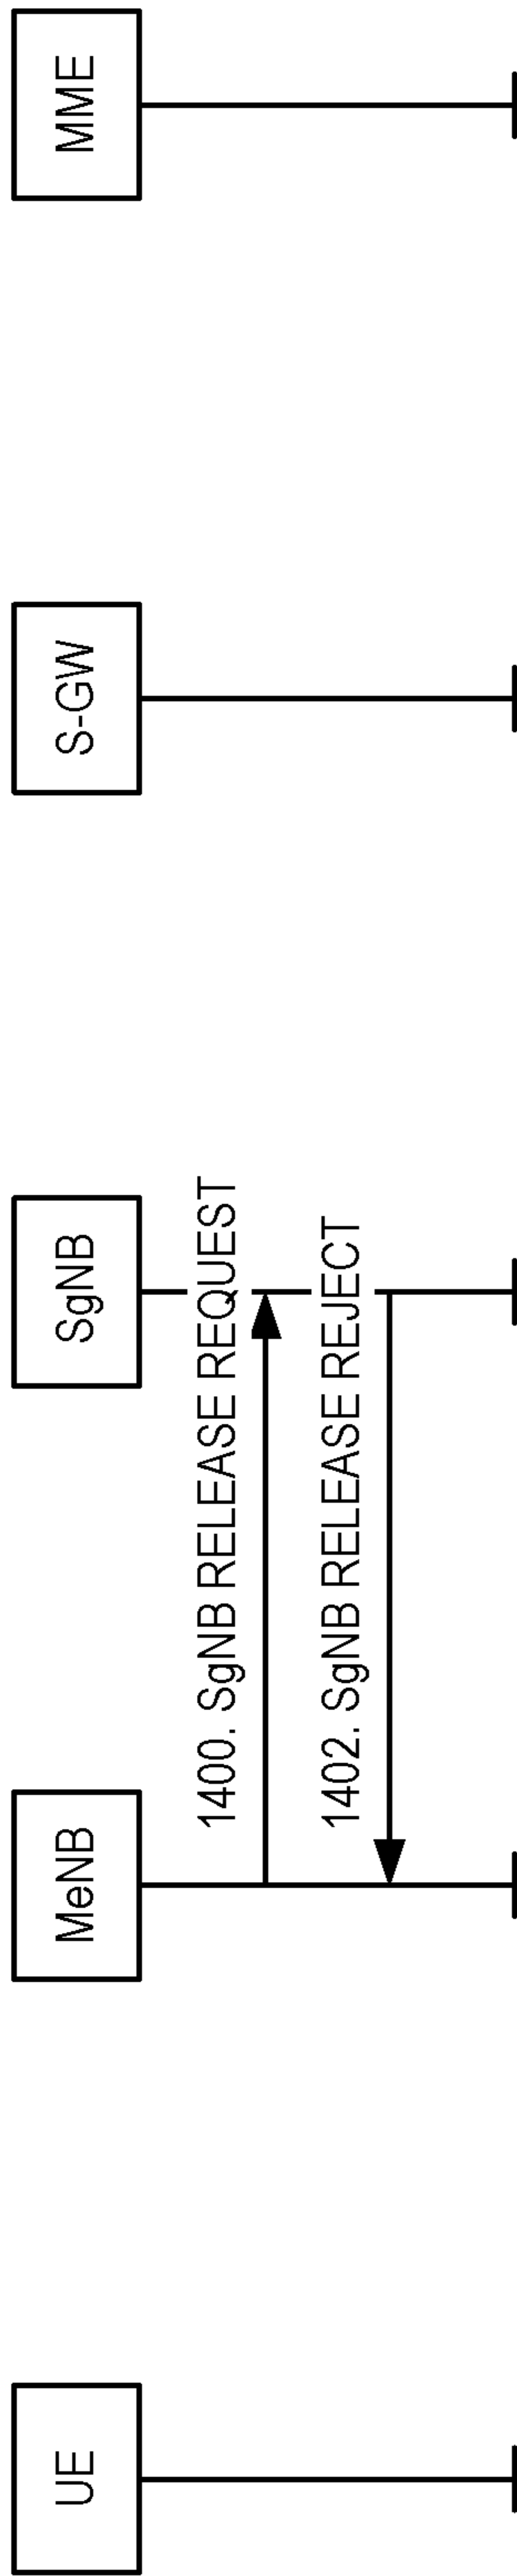 UE
MeNB
SgNB
S-GW
MME
1400. SgNB RELEASE REQUEST
1402. SgNB RELEASE REJECT